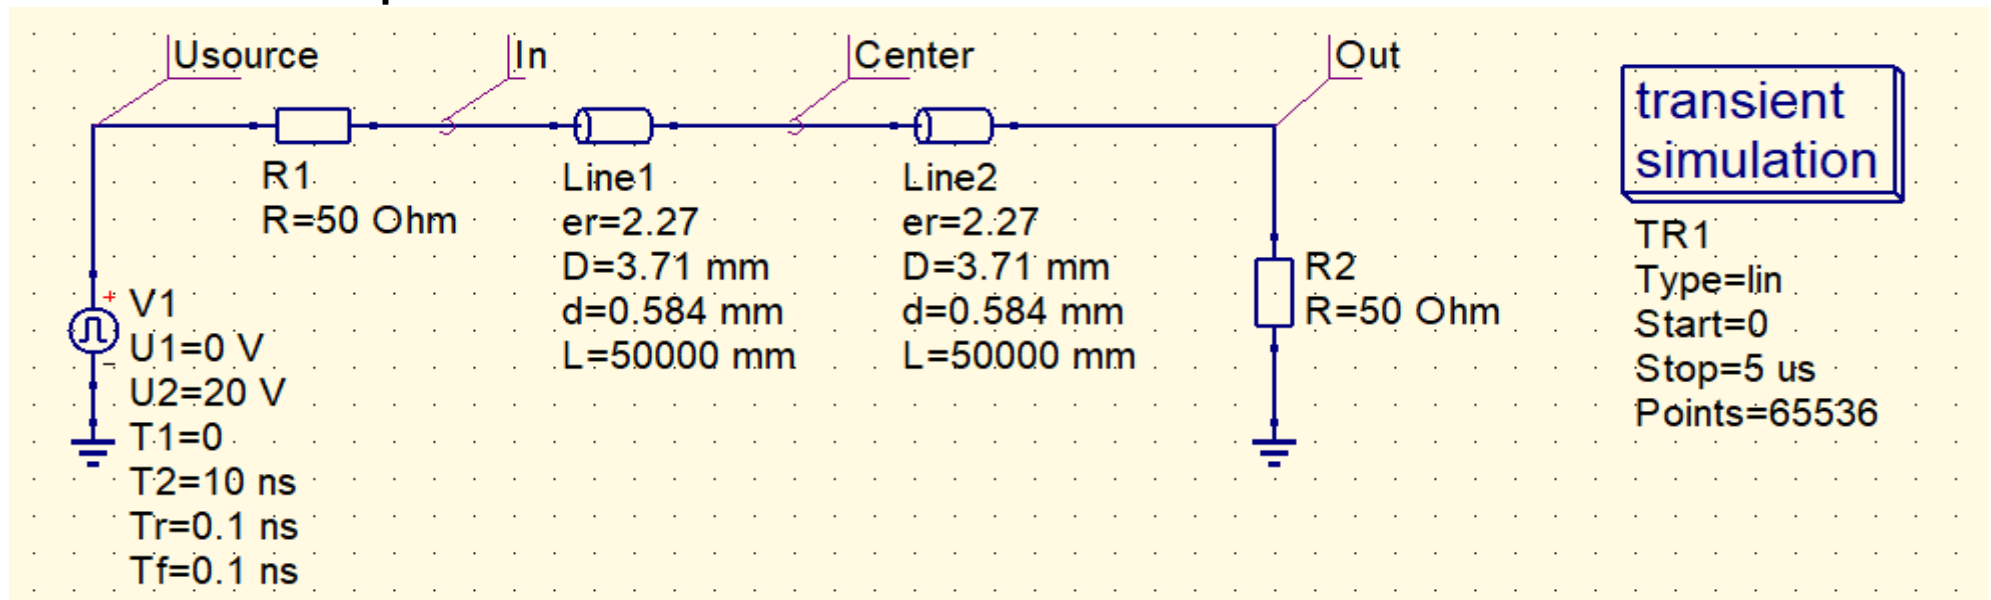 Usource
In
Center
Out
R1
R=50 Ohm
Line1
er=2.27
D=3.71 mm
d=0.584 mm
L=50000 mm
Line2
er=2.27
D=3.71 mm
d=0.584 mm
L=50000 mm
R2
R=50 Ohm
+
V1
U1=0 V
U2=20 V
T1=0
T2=10 ns
Tr=0.1 ns
Tf=0.1 ns
transient
simulation
TR1
Type=lin
Start=0
Stop=5 us
Points=65536